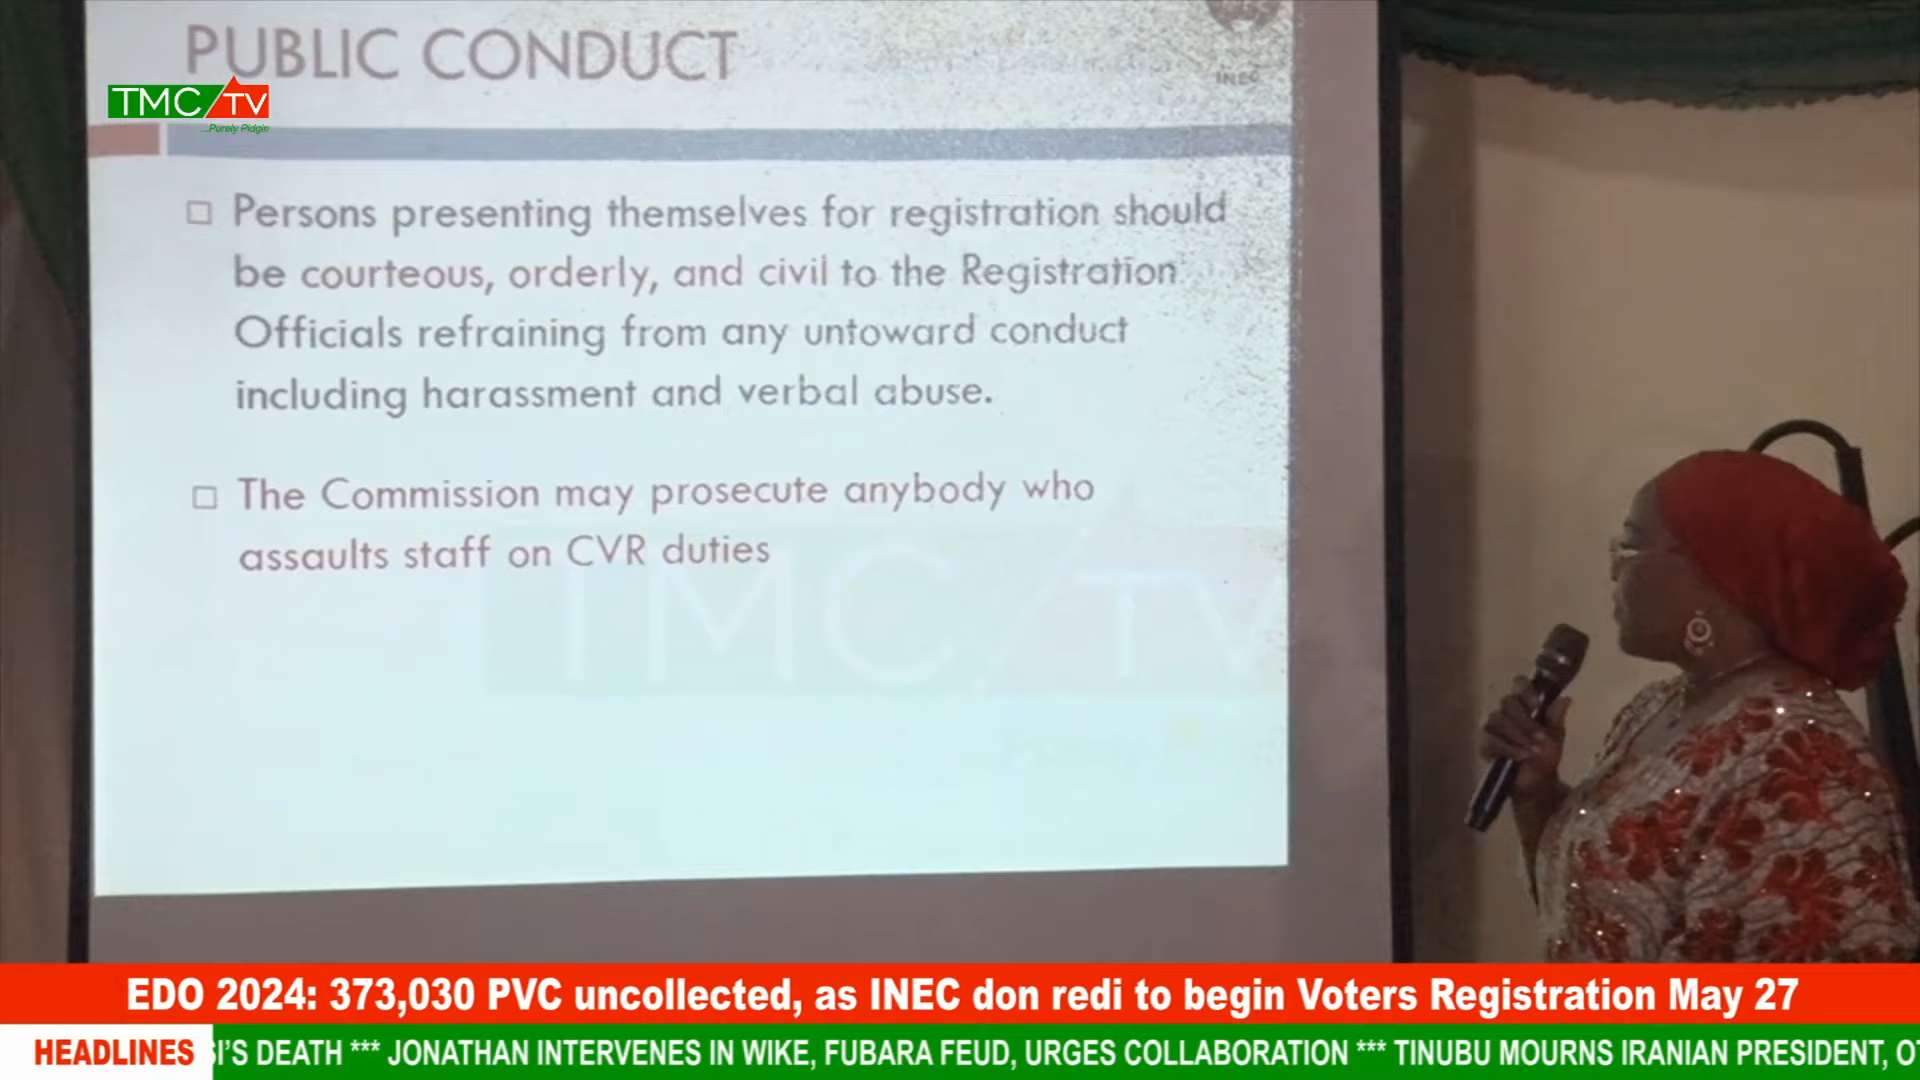 PUBLIC CONDUCT
INEC
TMC TV
...Purely Pidgin
Persons presenting themselves for registration should
be courteous, orderly, and civil to the Registration
Officials refraining from any untoward conduct
including harassment and verbal abuse.
The Commission may prosecute anybody who
assaults staff on CVR duties
TMC TV
Purely
EDO 2024: 373,030 PVC uncollected, as INEC don redi to begin Voters Registration May 27
HEADLINES
I'S DEATH *** JONATHAN INTERVENES IN WIKE, FUBARA FEUD, URGES COLLABORATION *** TINUBU MOURNS IRANIAN PRESIDENT,